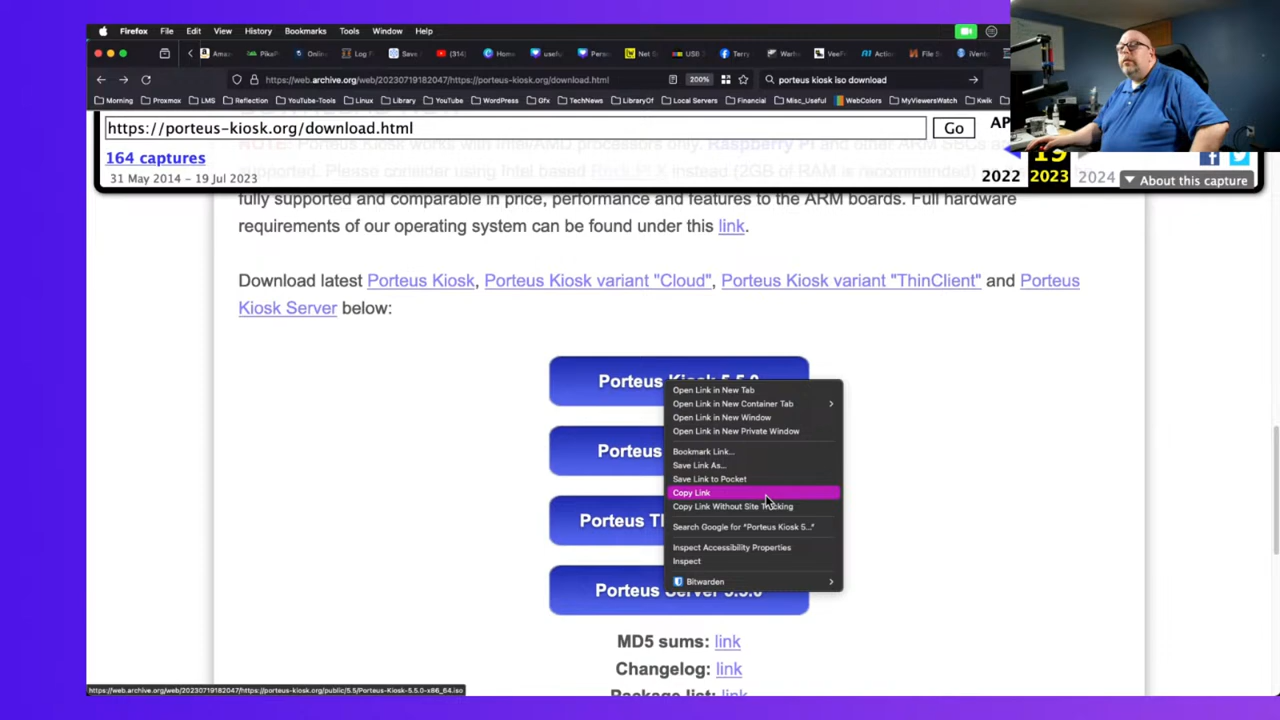 Firefox File Edit View History Bookmarks Tools Window Help
Amaz PikaP Online Log F Save (314) Home useful Perso Net S USB Terry Warbo VeeF Action File S iVento
https://web.archive.org/web/20230719182047/https://porteus-kiosk.org/download.html 200% porteus kiosk iso download
Morning Proxmox LMS Reflection YouTube-Tools Linux Library YouTube WordPress Gfx TechNews LibraryOf Local Servers Financial Misc_Useful WebColors MyViewersWatch Kwik
https://porteus-kiosk.org/download.html Go
164 captures
31 May 2014 – 19 Jul 2023
19
2022 2023 2024 About this capture
NOTE: Porteus Kiosk works with Intel/AMD processors only. Raspberry Pi and other ARM SBCs a
supported. Please consider using Intel based Rock Pi X instead (2GB of RAM is recommended)
fully supported and comparable in price, performance and features to the ARM boards. Full hardware
requirements of our operating system can be found under this link.
Download latest Porteus Kiosk, Porteus Kiosk variant "Cloud", Porteus Kiosk variant "ThinClient" and Porteus
Kiosk Server below:
Porteus Kiosk 5.5.0
Porteus
Porteus Th
Porteus Server 5.5.0
Open Link in New Tab
Open Link in New Container Tab
Open Link in New Window
Open Link in New Private Window
Bookmark Link...
Save Link As...
Save Link to Pocket
Copy Link
Copy Link Without Site Tracking
Search Google for "Porteus Kiosk 5..."
Inspect Accessibility Properties
Inspect
Bitwarden
MD5 sums: link
Changelog: link
Package list: link
https://web.archive.org/web/20230719182047/https://porteus-kiosk.org/public/5.5/Porteus-Kiosk-5.5.0-x86_64.iso